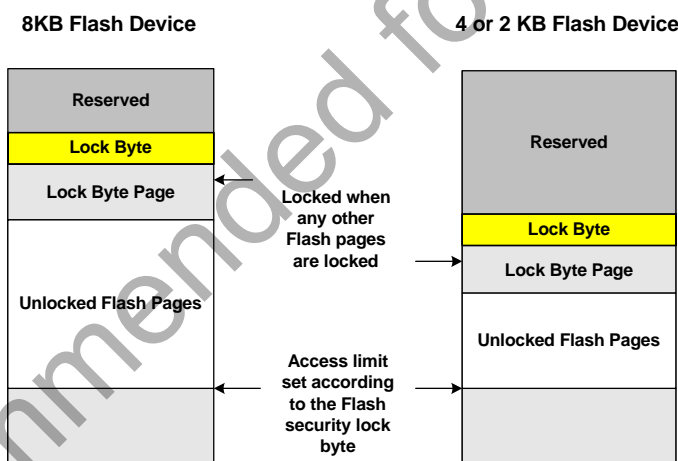 8KB Flash Device
4 or 2 KB Flash Device
Reserved
Lock Byte
Lock Byte Page
Unlocked Flash Pages
Locked when
any other
Flash pages
are locked
Access limit
set according
to the Flash
security lock
byte
Reserved
Lock Byte
Lock Byte Page
Unlocked Flash Pages